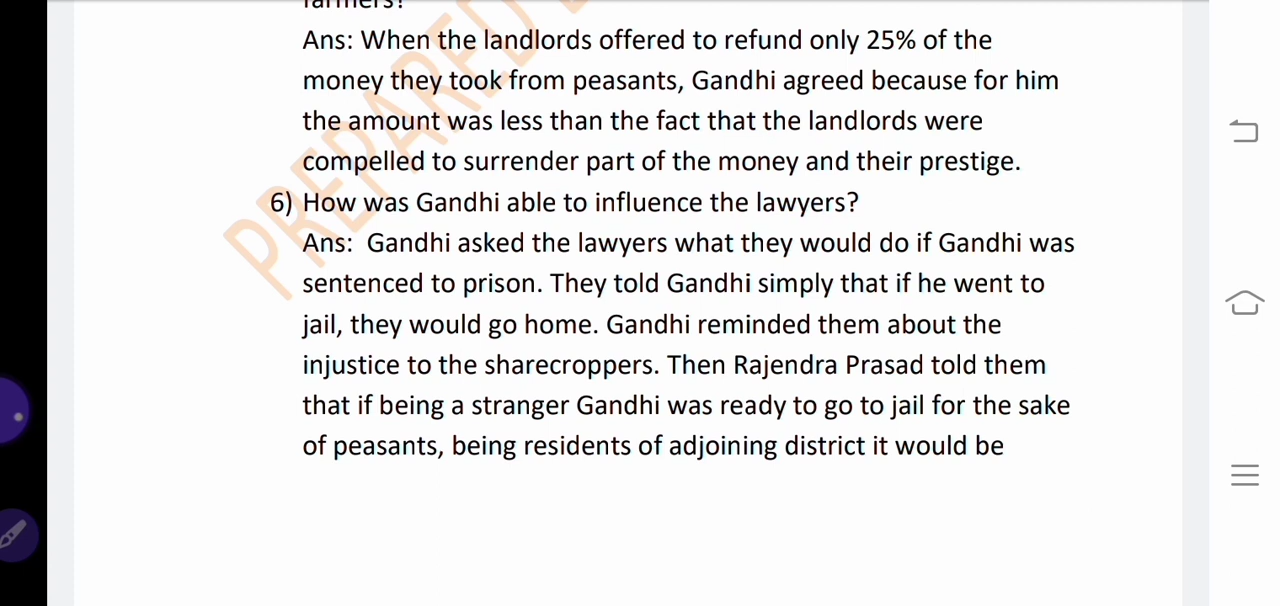 farmers?
Ans: When the landlords offered to refund only 25% of the
money they took from peasants, Gandhi agreed because for him
the amount was less than the fact that the landlords were
compelled to surrender part of the money and their prestige.
6) How was Gandhi able to influence the lawyers?
Ans: Gandhi asked the lawyers what they would do if Gandhi was
sentenced to prison. They told Gandhi simply that if he went to
jail, they would go home. Gandhi reminded them about the
injustice to the sharecroppers. Then Rajendra Prasad told them
that if being a stranger Gandhi was ready to go to jail for the sake
of peasants, being residents of adjoining district it would be
PREPARED